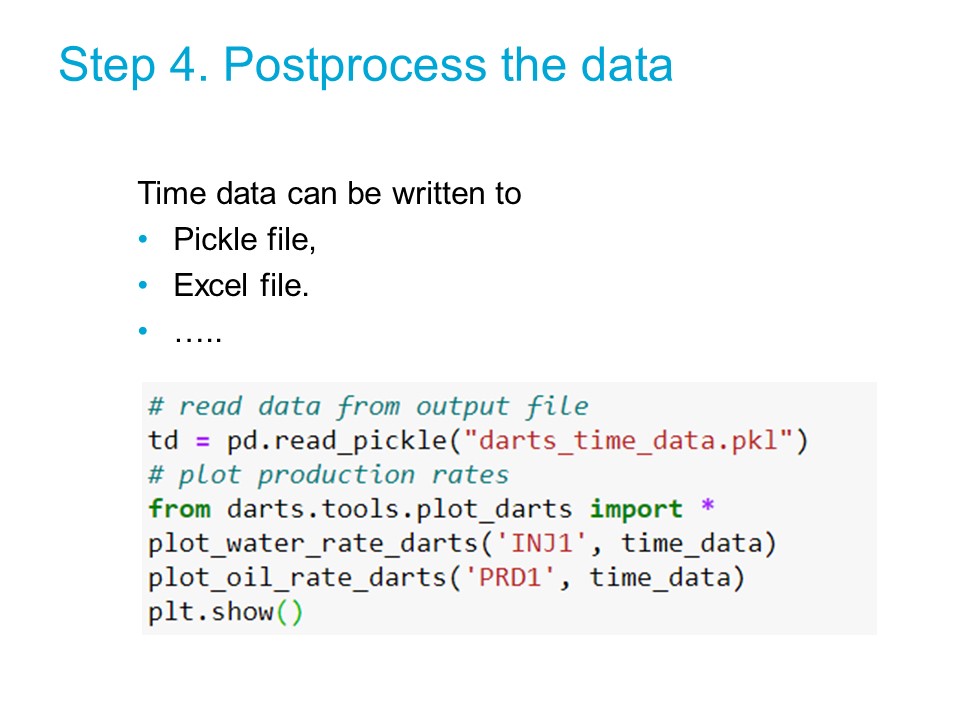 Step 4. Postprocess the data
Time data can be written to
• Pickle file,
• Excel file.
• …..
# read data from output file
td = pd.read_pickle("darts_time_data.pkl")
# plot production rates
from darts.tools.plot_darts import *
plot_water_rate_darts('INJ1', time_data)
plot_oil_rate_darts('PRD1', time_data)
plt.show()